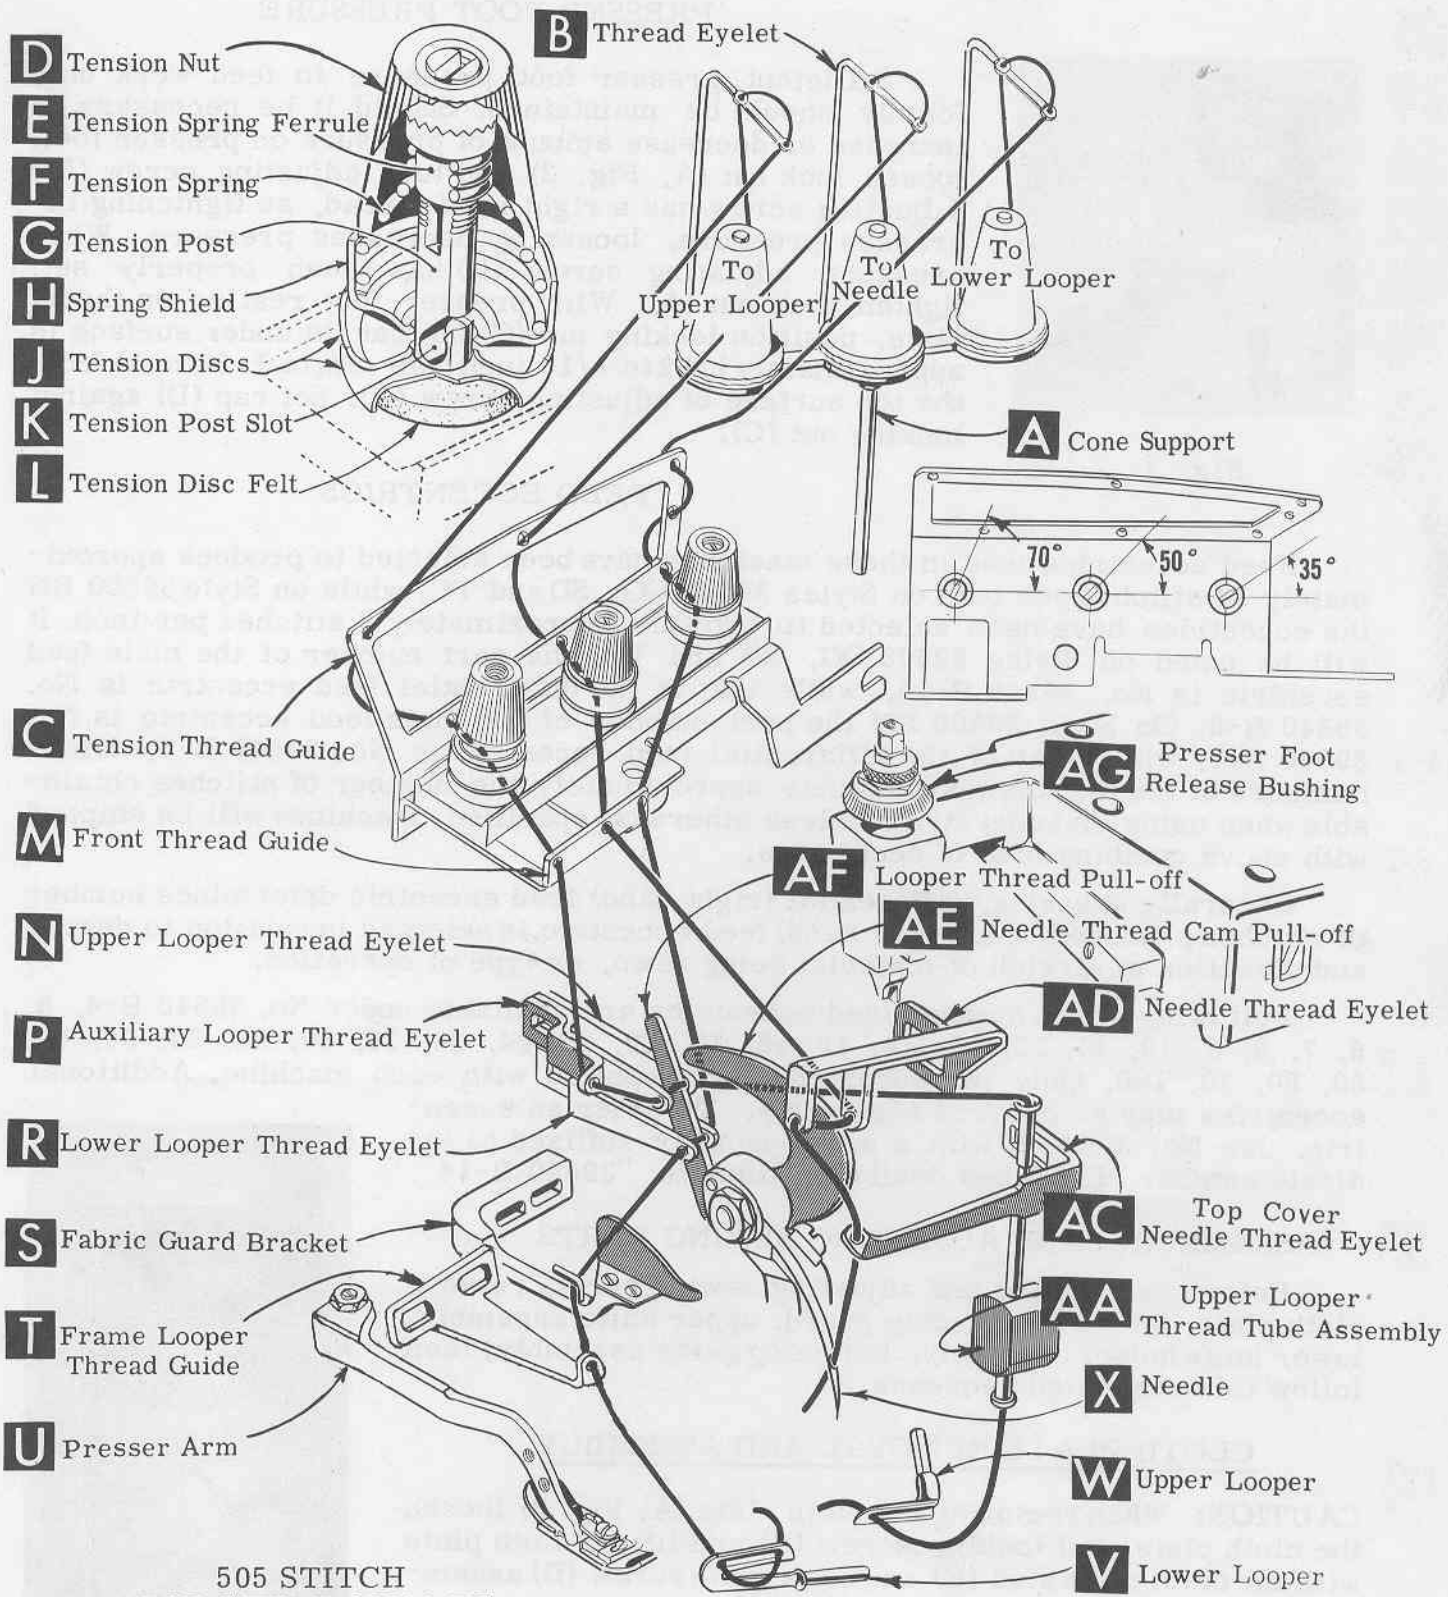 D Tension Nut
E Tension Spring Ferrule
F Tension Spring
G Tension Post
H Spring Shield
J Tension Discs
K Tension Post Slot
L Tension Disc Felt
B Thread Eyelet
To
Upper Looper
To
Needle
To
Lower Looper
A Cone Support
70°
50°
35°
C Tension Thread Guide
M Front Thread Guide
N Upper Looper Thread Eyelet
P Auxiliary Looper Thread Eyelet
R Lower Looper Thread Eyelet
S Fabric Guard Bracket
T Frame Looper
Thread Guide
U Presser Arm
AG Presser Foot
Release Bushing
AF Looper Thread Pull-off
AE Needle Thread Cam Pull-off
AD Needle Thread Eyelet
AC Top Cover
Needle Thread Eyelet
AA Upper Looper
Thread Tube Assembly
X Needle
W Upper Looper
V Lower Looper
505 STITCH